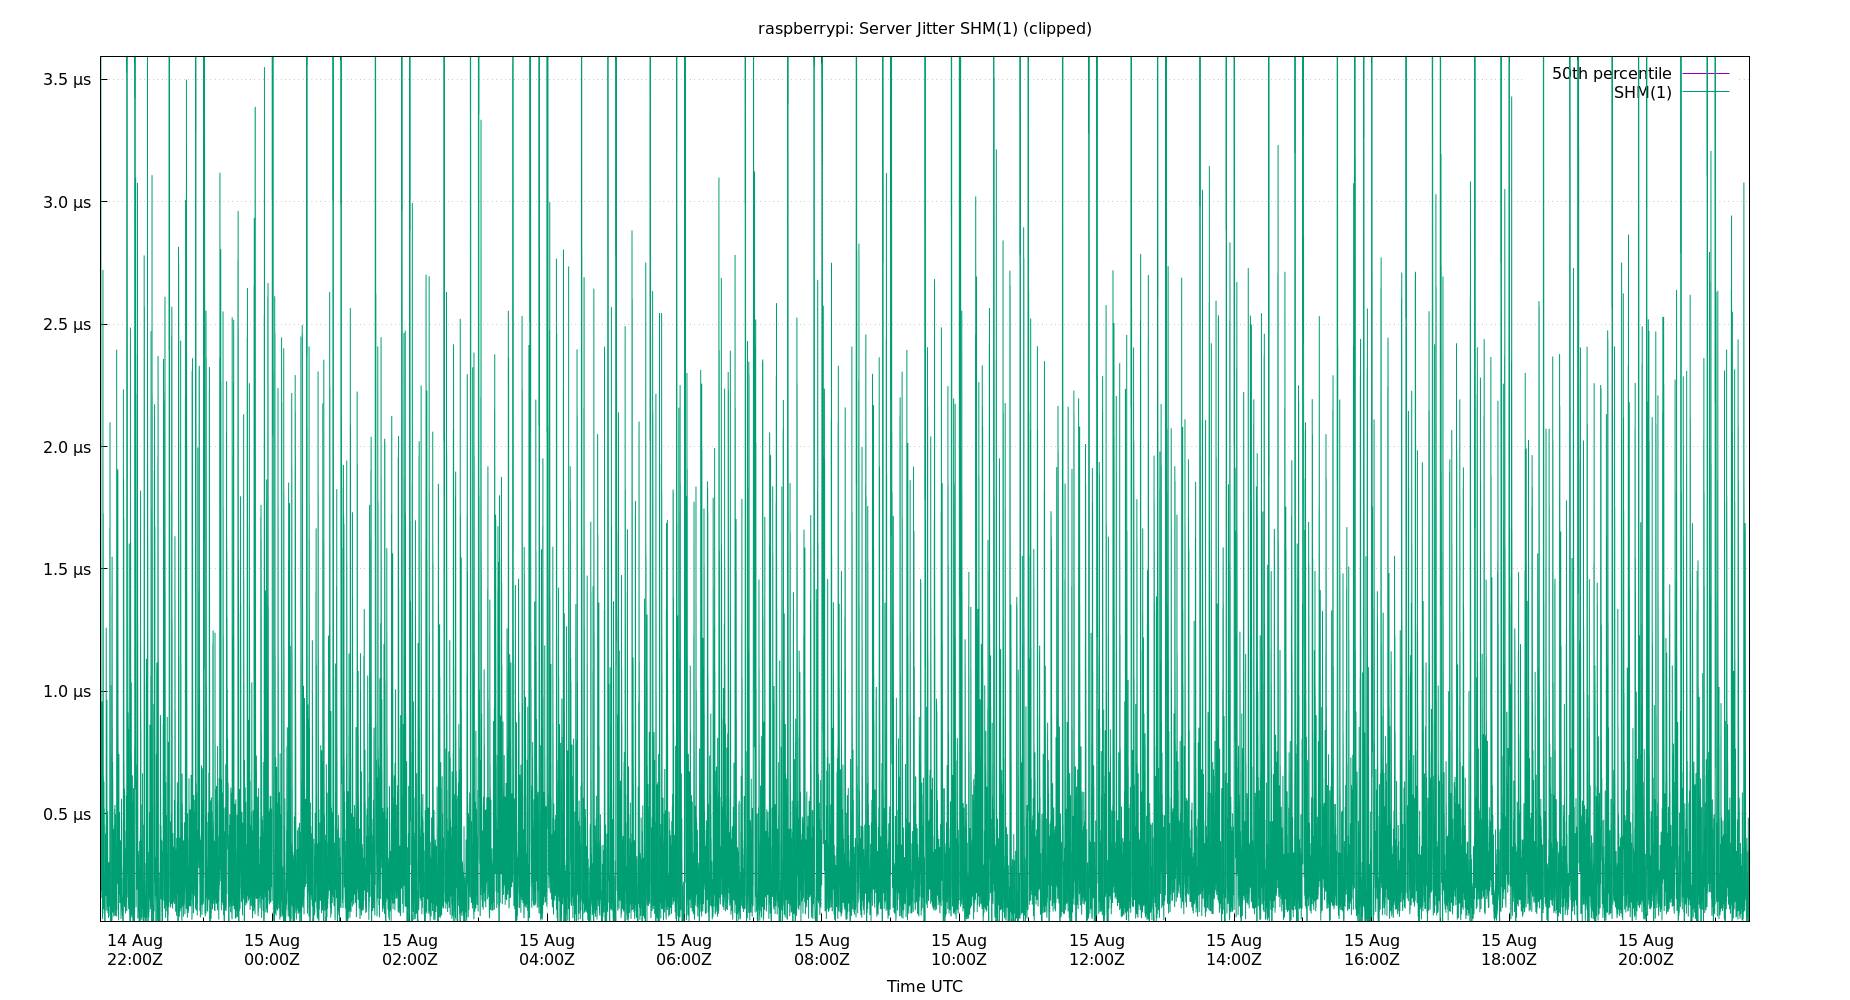 raspberrypi: Server Jitter SHM(1) (clipped)
50th percentile
SHM(1)
3.5 µs
3.0 µs
2.5 µs
2.0 µs
1.5 µs
1.0 µs
0.5 µs
14 Aug 15 Aug 15 Aug 15 Aug 15 Aug 15 Aug 15 Aug 15 Aug 15 Aug 15 Aug 15 Aug 15 Aug
22:00Z 00:00Z 02:00Z 04:00Z 06:00Z 08:00Z 10:00Z 12:00Z 14:00Z 16:00Z 18:00Z 20:00Z
Time UTC